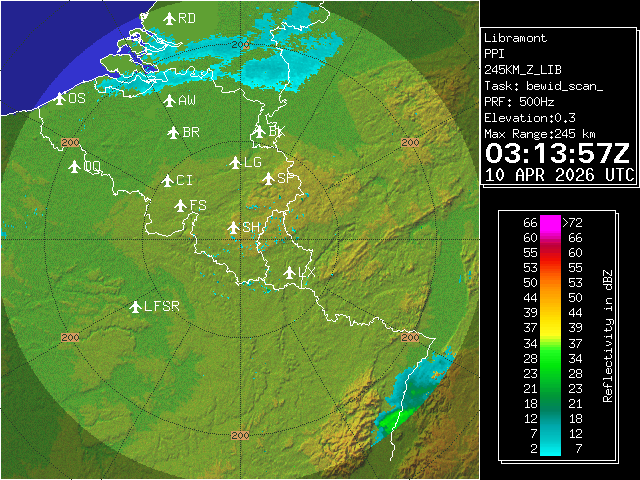 RD
200
OS
AW
BR
BK
200
200
QQ
LG
CI
SP
FS
SH
LX
LFSR
200
200
200
Libramont
PPI
245KM_Z_LIB
Task: bewid_scan_
PRF: 500Hz
Elevation:0.3
Max Range:245 km
03:13:57Z
10 APR 2026 UTC
66 >72
60 66
55 60
53 55
50 53
44 50
39 44
37 39
34 37
28 34
23 28
21 23
18 21
12 18
7 12
2 7
Reflectivity in dBZ